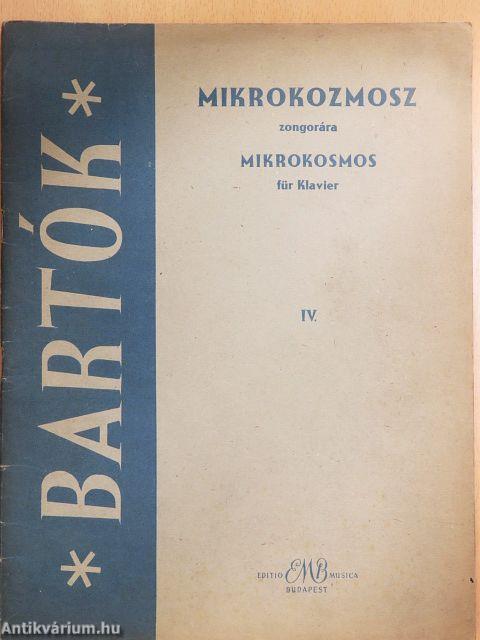 * BARTÓK *
MIKROKOZMOSZ
zongorára
MIKROKOSMOS
für Klavier
IV.
EDITIO EMB MUSICA
BUDAPEST
Antikvárium.hu